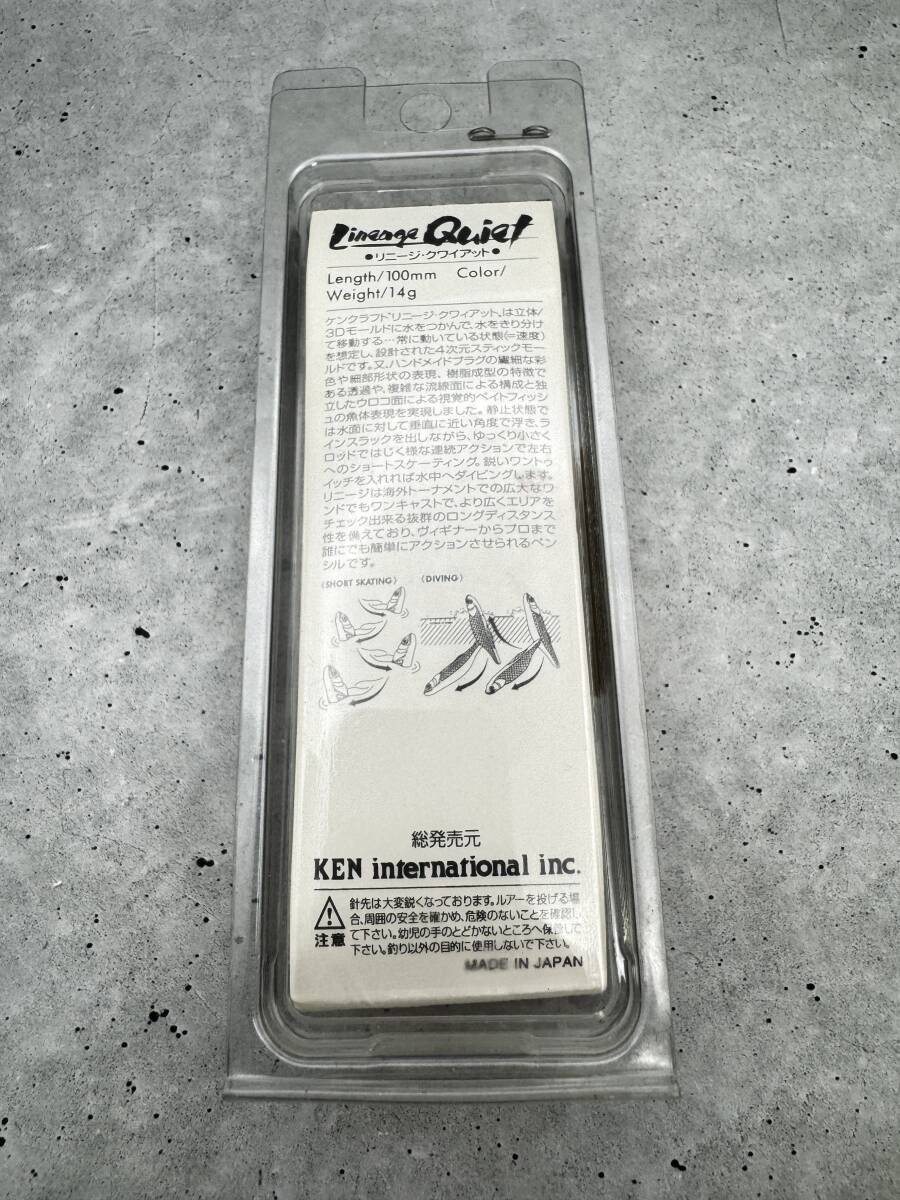 Lineage Quiet
●リニージ・クワイアット●
Length/100mm Color/
Weight/14g
ケンクラフト"リニージ・クワィアット„は立体/
3Dモールドに水をつかんで、水をきり分け
て移動する…常に動いている状態(=速度)
を想定し、設計された4次元スティックモー
ルドです。又、ハンドメイドプラグの繊細な彩
色や細部形状の表現、樹脂成型の特徴で
ある透過や、複雑な流線面による構成と独
立したウロコ面による視覚的ベイトフィッシ
ュの魚体表現を実現しました。静止状態で
は水面に対して垂直に近い角度で浮き、ラ
インスラックを出しながら、ゆっくり小さく
ロッドではじく様な連続アクションで左右
へのショートスケーティング。鋭いワントゥ
イッチを入れれば水中へダイビングします。
リニージは海外トーナメントでの広大なワ
ンドでもワンキャストで、より広くエリアを
チェック出来る抜群のロングディスタンス
性を備えており、ヴィギナーからプロまで
誰にでも簡単にアクションさせられるペン
シルです。
〈SHORT SKATING〉 〈DIVING〉
総発売元
KEN international inc.
注意
針先は大変鋭くなっております。ルアーを投げる場
合、周囲の安全を確かめ、危険のないことを確認し
て下さい。幼児の手のとどかないところへ保管して
下さい。釣り以外の目的に使用しないで下さい。
MADE IN JAPAN